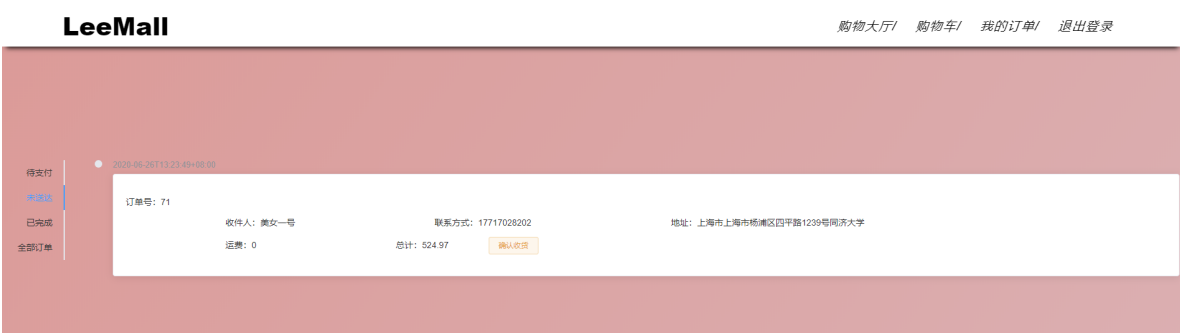 LeeMall 购物大厅/ 购物车/ 我的订单/ 退出登录
待支付
未送达
已完成
全部订单
2020-06-26T13:23:49+08:00
订单号：71
收件人：美女一号 联系方式：17717028202 地址：上海市上海市杨浦区四平路1239号同济大学
运费：0 总计：524.97 确认收货